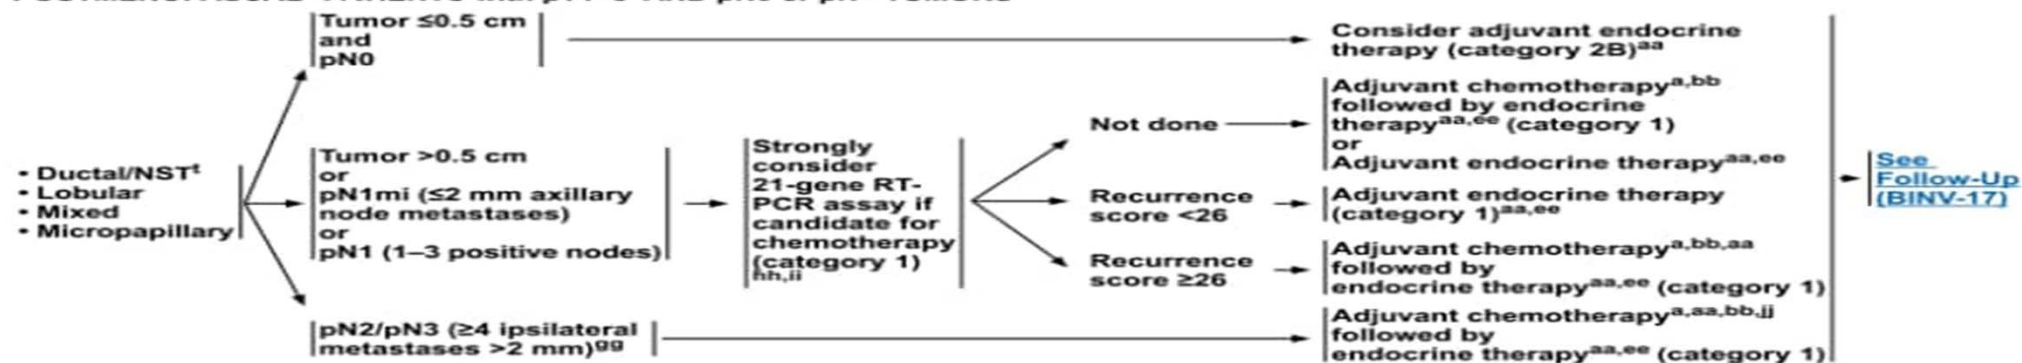 Tumor ≤0.5 cm
and
pN0
Consider adjuvant endocrine
therapy (category 2B)aa
• Ductal/NSTt
• Lobular
• Mixed
• Micropapillary
Tumor >0.5 cm
or
pN1mi (≤2 mm axillary
node metastases)
or
pN1 (1–3 positive nodes)
Strongly
consider
21-gene RT-
PCR assay if
candidate for
chemotherapy
(category 1)
hh,ii
Not done
Adjuvant chemotherapya,bb
followed by endocrine
therapyaa,ee (category 1)
or
Adjuvant endocrine therapyaa,ee
Recurrence
score <26
Adjuvant endocrine therapy
(category 1)aa,ee
Recurrence
score ≥26
Adjuvant chemotherapya,bb,aa
followed by
endocrine therapyaa,ee (category 1)
pN2/pN3 (≥4 ipsilateral
metastases >2 mm)gg
Adjuvant chemotherapya,aa,bb,jj
followed by
endocrine therapyaa,ee (category 1)
See
Follow-Up
(BINV-17)